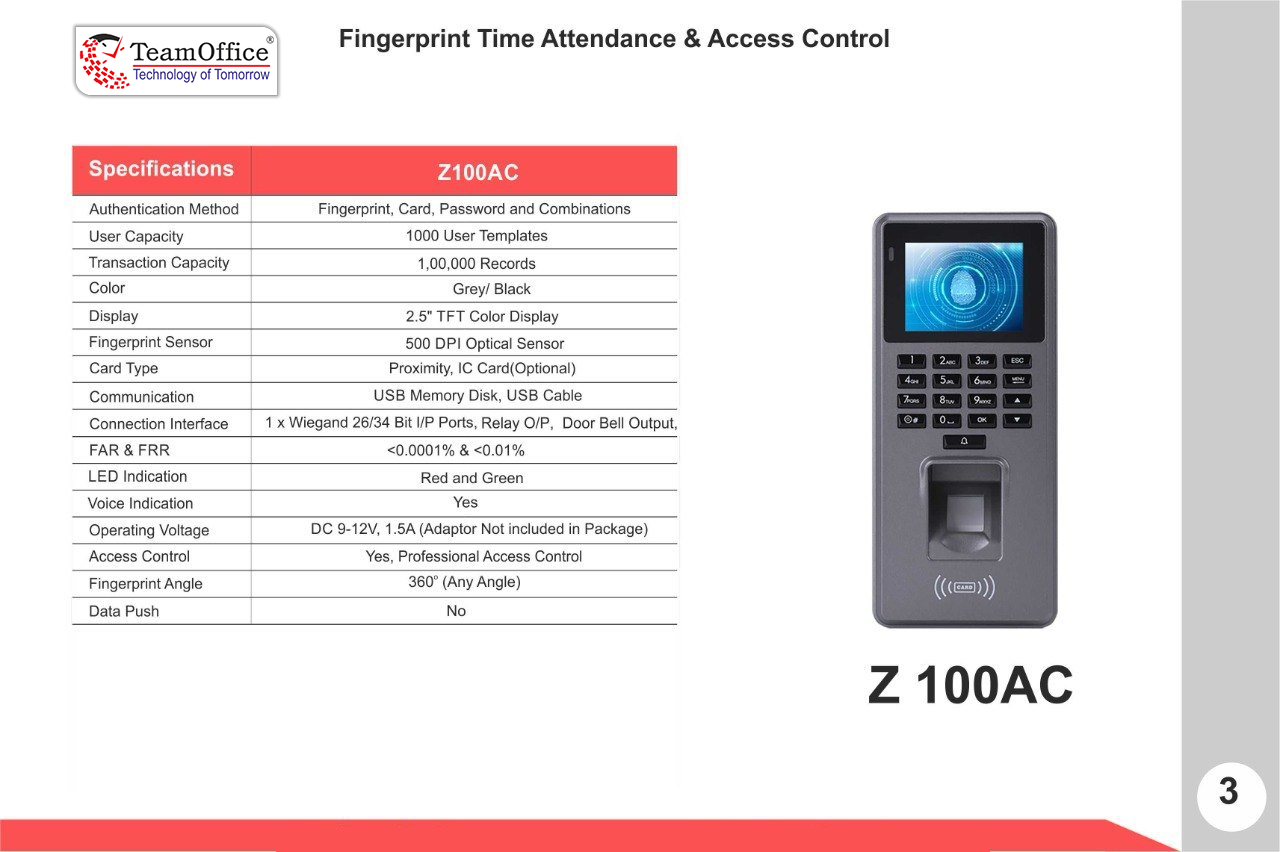 TeamOffice®
Technology of Tomorrow
Fingerprint Time Attendance & Access Control
Specifications Z100AC
Authentication Method Fingerprint, Card, Password and Combinations
User Capacity 1000 User Templates
Transaction Capacity 1,00,000 Records
Color Grey/ Black
Display 2.5" TFT Color Display
Fingerprint Sensor 500 DPI Optical Sensor
Card Type Proximity, IC Card(Optional)
Communication USB Memory Disk, USB Cable
Connection Interface 1 x Wiegand 26/34 Bit I/P Ports, Relay O/P, Door Bell Output,
FAR & FRR <0.0001% & <0.01%
LED Indication Red and Green
Voice Indication Yes
Operating Voltage DC 9-12V, 1.5A (Adaptor Not included in Package)
Access Control Yes, Professional Access Control
Fingerprint Angle 360° (Any Angle)
Data Push No
1 2ABC 3DEF ESC
4GHI 5JKL 6MNO MENU
7PQRS 8TUV 9WXYZ ▲
# 0 OK ▼
CARD
Z 100AC
3